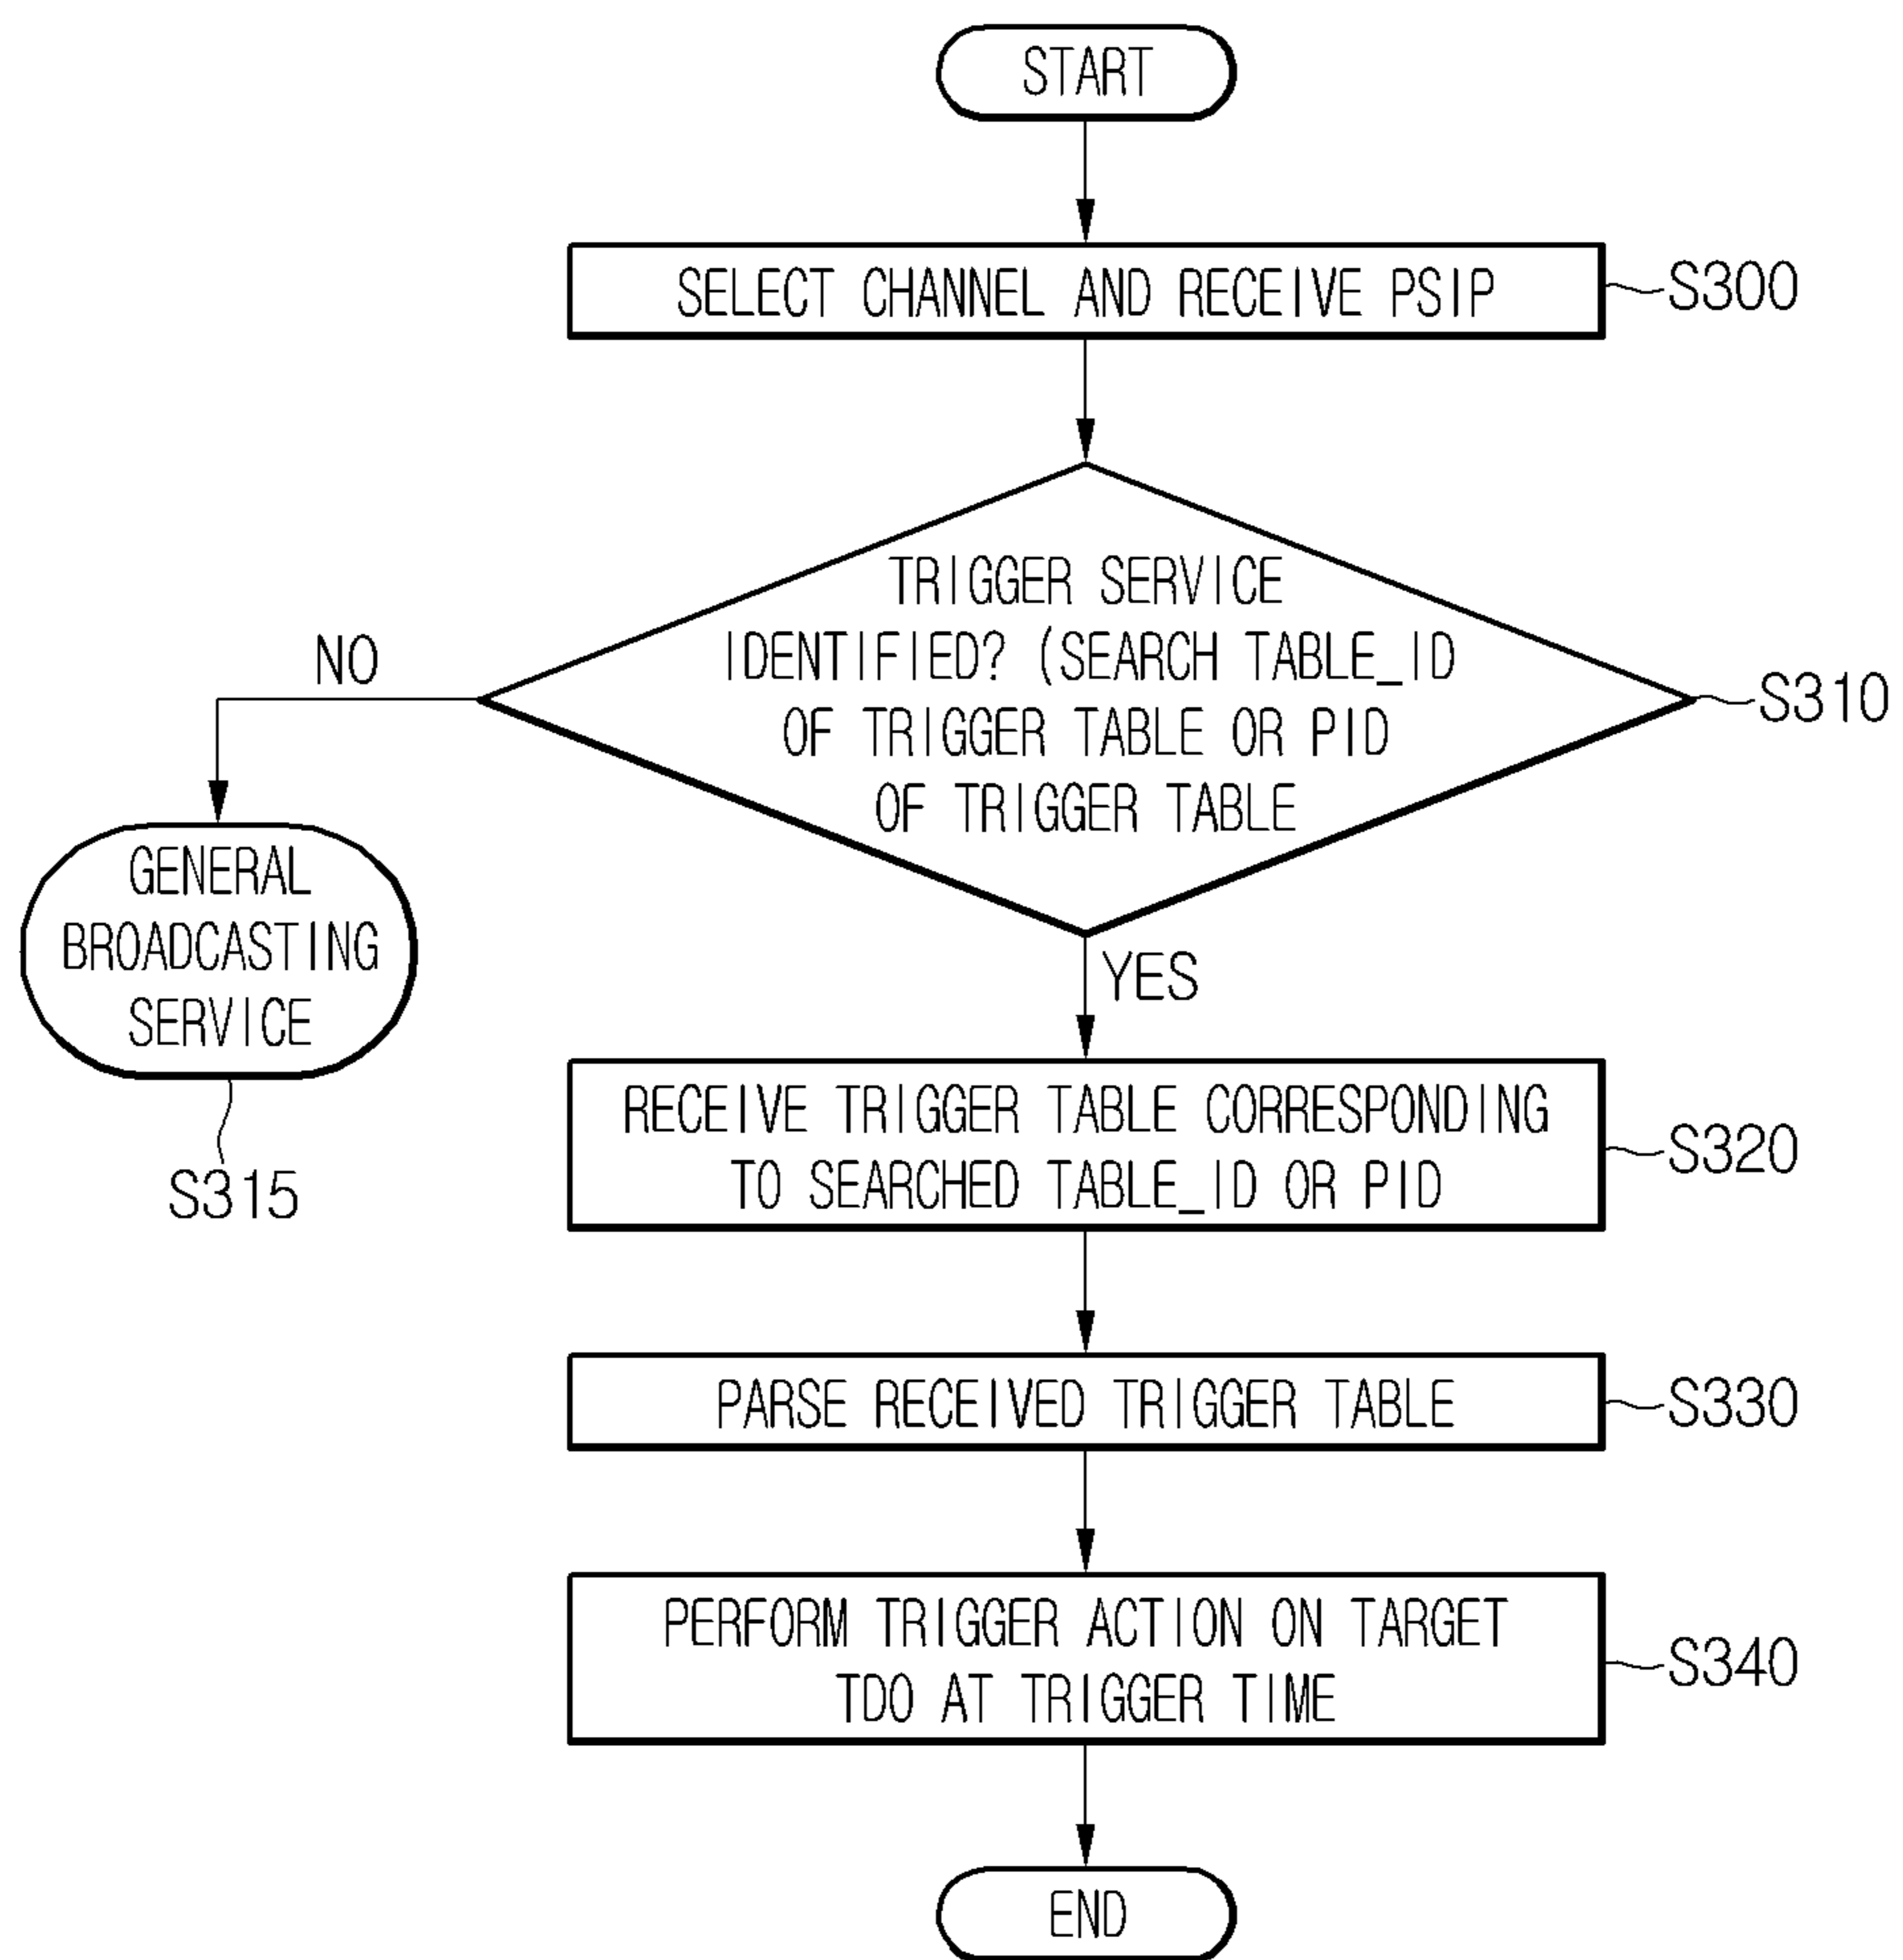 START
SELECT CHANNEL AND RECEIVE PSIP
S300
TRIGGER SERVICE
IDENTIFIED? (SEARCH TABLE_ID
OF TRIGGER TABLE OR PID
OF TRIGGER TABLE
S310
NO
GENERAL
BROADCASTING
SERVICE
S315
YES
RECEIVE TRIGGER TABLE CORRESPONDING
TO SEARCHED TABLE_ID OR PID
S320
PARSE RECEIVED TRIGGER TABLE
S330
PERFORM TRIGGER ACTION ON TARGET
TDO AT TRIGGER TIME
S340
END